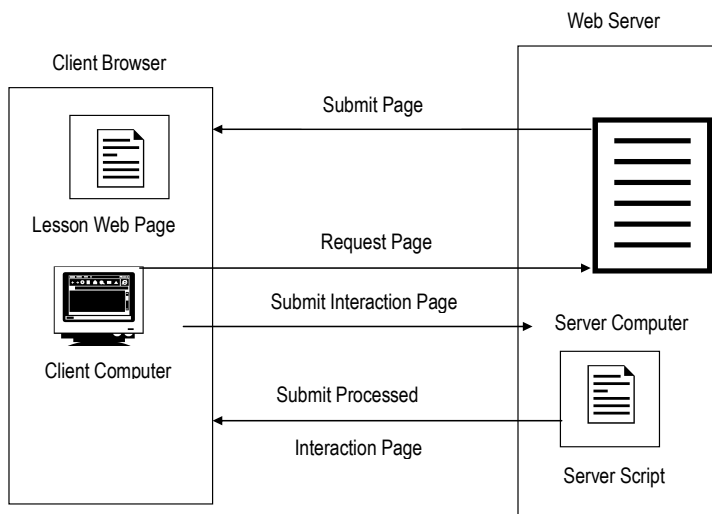 Web Server
Client Browser
Submit Page
Lesson Web Page
Request Page
Submit Interaction Page
Server Computer
Client Computer
Submit Processed
Interaction Page
Server Script